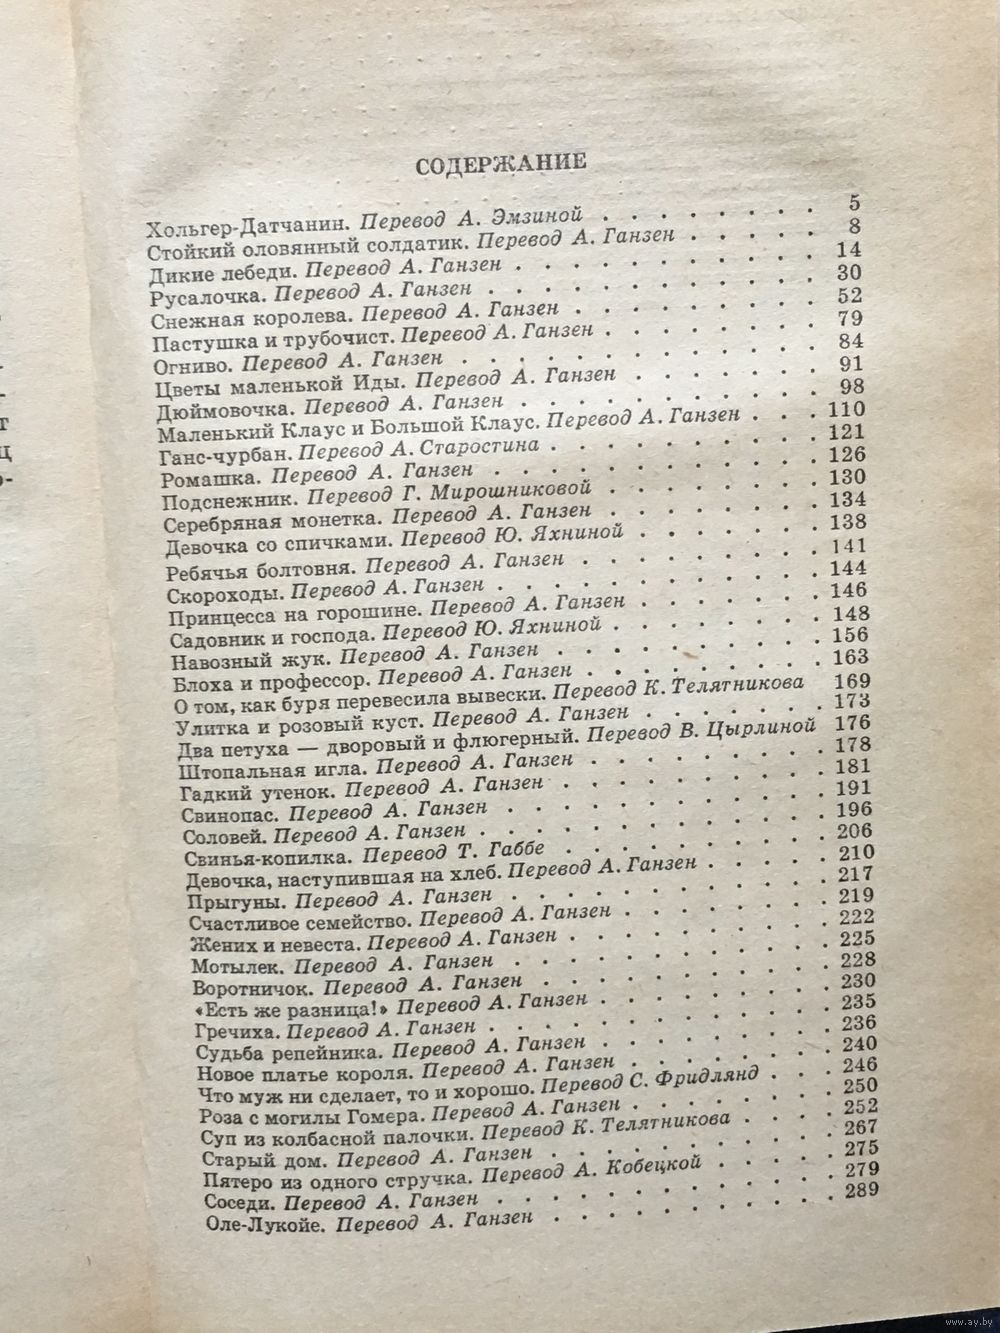 СОДЕРЖАНИЕ
Хольгер-Датчанин. Перевод А. Эмзиной . . . . . . . . 5
Стойкий оловянный солдатик. Перевод А. Ганзен . . . . . 8
Дикие лебеди. Перевод А. Ганзен . . . . . . . . . . . 14
Русалочка. Перевод А. Ганзен . . . . . . . . . . . . 30
Снежная королева. Перевод А. Ганзен . . . . . . . . . 52
Пастушка и трубочист. Перевод А. Ганзен . . . . . . . . 79
Огниво. Перевод А. Ганзен . . . . . . . . . . . . . 84
Цветы маленькой Иды. Перевод А. Ганзен . . . . . . . 91
Дюймовочка. Перевод А. Ганзен . . . . . . . . . . . 98
Маленький Клаус и Большой Клаус. Перевод А. Ганзен . . . 110
Ганс-чурбан. Перевод А. Старостина . . . . . . . . . . 121
Ромашка. Перевод А. Ганзен . . . . . . . . . . . . 126
Подснежник. Перевод Г. Мирошниковой . . . . . . . . 130
Серебряная монетка. Перевод А. Ганзен . . . . . . . . 134
Девочка со спичками. Перевод Ю. Яхниной . . . . . . . 138
Ребячья болтовня. Перевод А. Ганзен . . . . . . . . . 141
Скороходы. Перевод А. Ганзен . . . . . . . . . . . . 144
Принцесса на горошине. Перевод А. Ганзен . . . . . . . 146
Садовник и господа. Перевод Ю. Яхниной . . . . . . . . 148
Навозный жук. Перевод А. Ганзен . . . . . . . . . . 156
Блоха и профессор. Перевод А. Ганзен . . . . . . . . . 163
О том, как буря перевесила вывески. Перевод К. Телятникова 169
Улитка и розовый куст. Перевод А. Ганзен . . . . . . . 173
Два петуха — дворовый и флюгерный. Перевод В. Цырлиной 176
Штопальная игла. Перевод А. Ганзен . . . . . . . . . 178
Гадкий утенок. Перевод А. Ганзен . . . . . . . . . . 181
Свинопас. Перевод А. Ганзен . . . . . . . . . . . . 191
Соловей. Перевод А. Ганзен . . . . . . . . . . . . . 196
Свинья-копилка. Перевод Т. Габбе . . . . . . . . . . 206
Девочка, наступившая на хлеб. Перевод А. Ганзен . . . . . 210
Прыгуны. Перевод А. Ганзен . . . . . . . . . . . . 217
Счастливое семейство. Перевод А. Ганзен . . . . . . . . 219
Жених и невеста. Перевод А. Ганзен . . . . . . . . . . 222
Мотылек. Перевод А. Ганзен . . . . . . . . . . . . 225
Воротничок. Перевод А. Ганзен . . . . . . . . . . . 228
«Есть же разница!» Перевод А. Ганзен . . . . . . . . . 230
Гречиха. Перевод А. Ганзен . . . . . . . . . . . . . 235
Судьба репейника. Перевод А. Ганзен . . . . . . . . . 236
Новое платье короля. Перевод А. Ганзен . . . . . . . . 240
Что муж ни сделает, то и хорошо. Перевод С. Фридлянд . . . 246
Роза с могилы Гомера. Перевод А. Ганзен . . . . . . . . 250
Суп из колбасной палочки. Перевод К. Телятникова . . . . 252
Старый дом. Перевод А. Ганзен . . . . . . . . . . . 267
Пятеро из одного стручка. Перевод А. Кобецкой . . . . . 275
Соседи. Перевод А. Ганзен . . . . . . . . . . . . . 279
Оле-Лукойе. Перевод А. Ганзен . . . . . . . . . . . 289
www.ay.by